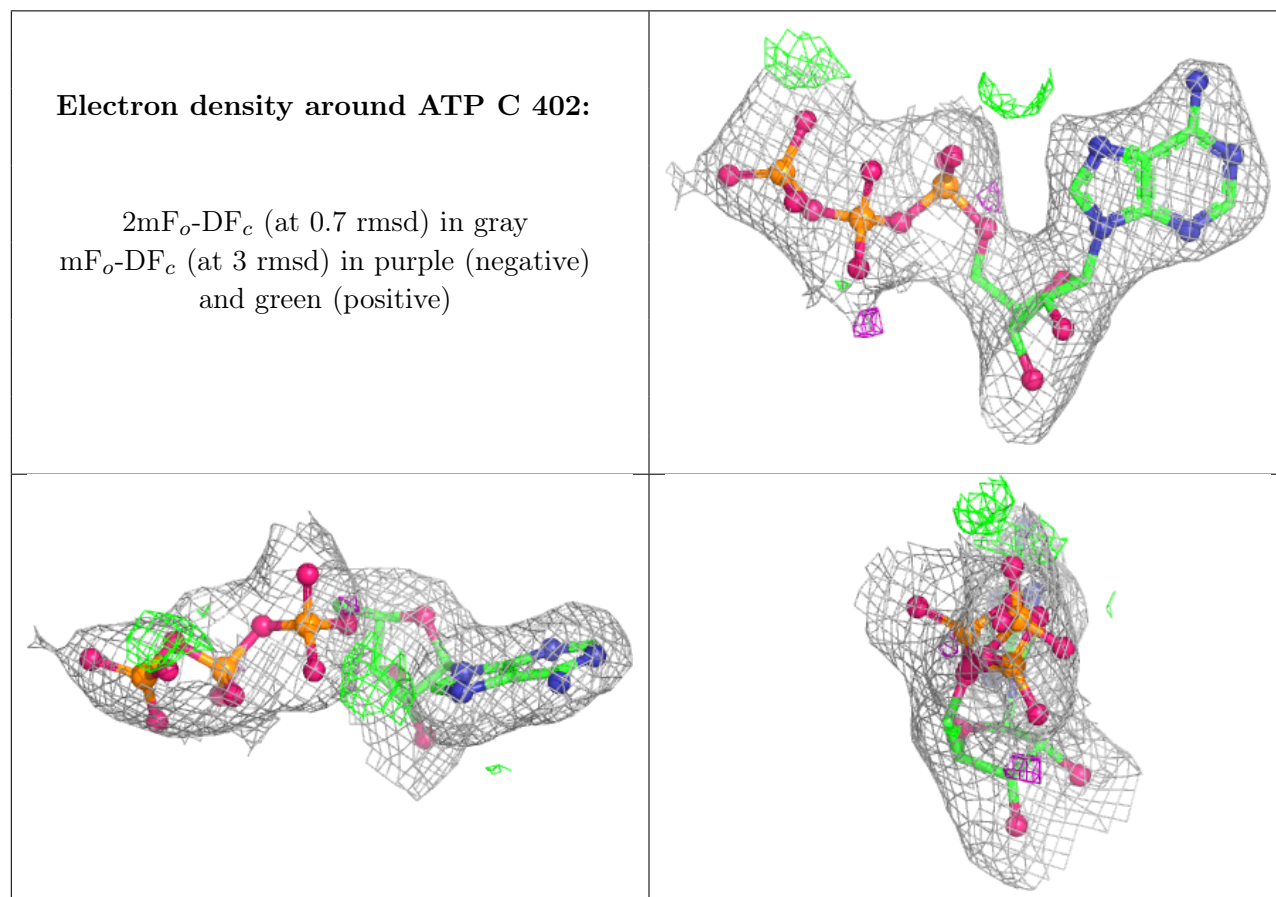 Electron density around ATP C 402:
2mFo-DFc (at 0.7 rmsd) in gray
mFo-DFc (at 3 rmsd) in purple (negative)
and green (positive)